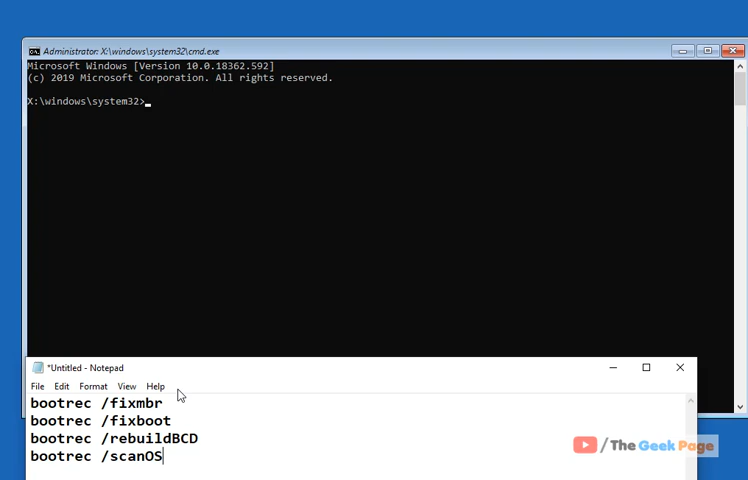 Administrator: X:\windows\system32\cmd.exe
Microsoft Windows [Version 10.0.18362.592]
(c) 2019 Microsoft Corporation. All rights reserved.
X:\windows\system32>
*Untitled - Notepad
File Edit Format View Help
bootrec /fixmbr
bootrec /fixboot
bootrec /rebuildBCD
bootrec /scanOS
/The Geek Page